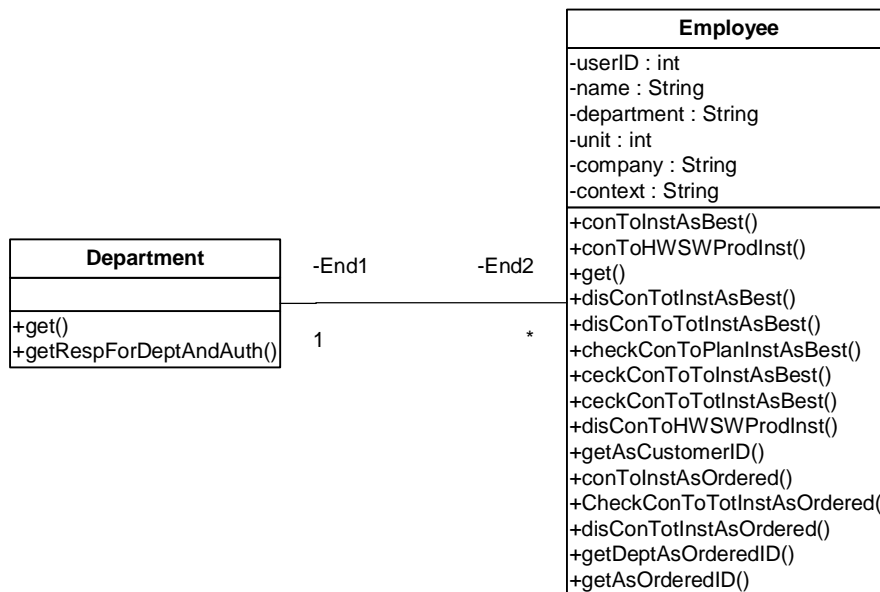 Employee
-userID : int
-name : String
-department : String
-unit : int
-company : String
-context : String
+conToInstAsBest()
+conToHWSWProdInst()
+get()
+disConTotInstAsBest()
+disConToTotInstAsBest()
+checkConToPlanInstAsBest()
+ceckConToToInstAsBest()
+ceckConToTotInstAsBest()
+disConToHWSWProdInst()
+getAsCustomerID()
+conToInstAsOrdered()
+CheckConToTotInstAsOrdered(
+disConTotInstAsOrdered()
+getDeptAsOrderedID()
+getAsOrderedID()
Department
+get()
+getRespForDeptAndAuth()
-End1
-End2
1
*